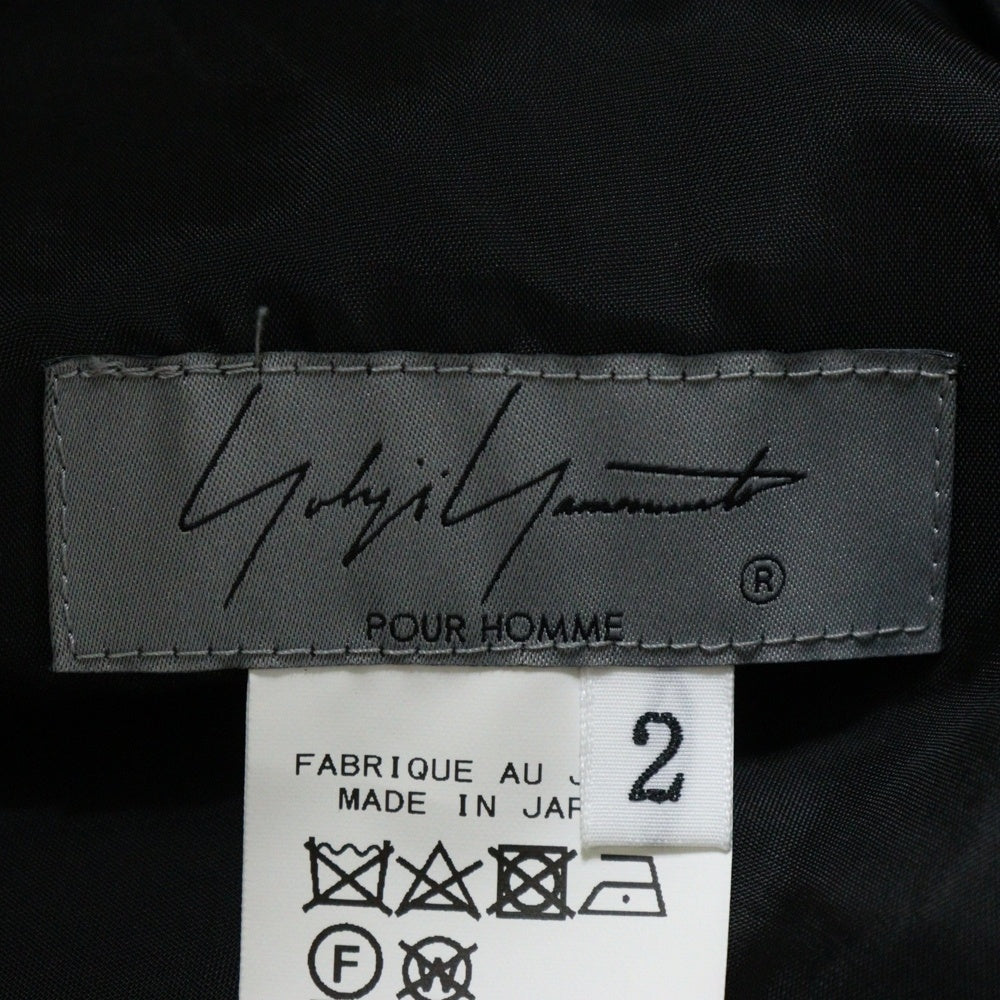 Yohji Yamamoto
®
POUR HOMME
2
FABRIQUE AU J
MADE IN JAP
F
W